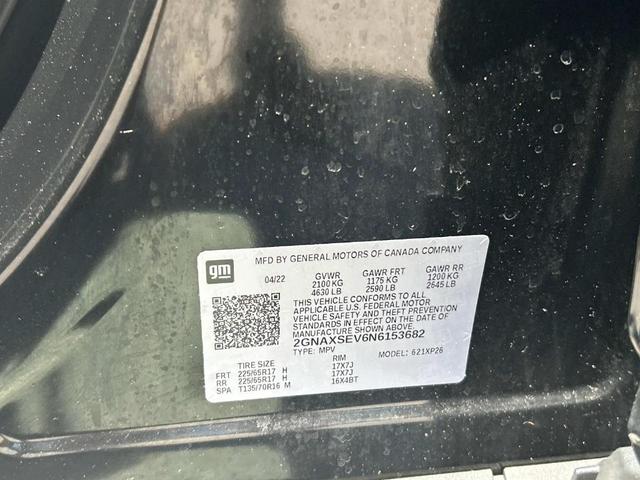 gm
MFD BY GENERAL MOTORS OF CANADA COMPANY
04/22 GVWR GAWR FRT GAWR RR
2100 KG 1175 KG 1200 KG
4630 LB 2590 LB 2645 LB
THIS VEHICLE CONFORMS TO ALL
APPLICABLE U.S. FEDERAL MOTOR
VEHICLE SAFETY AND THEFT PREVENTION
STANDARDS IN EFFECT ON THE DATE OF
MANUFACTURE SHOWN ABOVE.
2GNAXSEV6N6153682
TYPE: MPV MODEL: 621XP26
TIRE SIZE RIM
FRT 225/65R17 H 17X7J
RR 225/65R17 H 17X7J
SPA T135/70R16 M 16X4BT